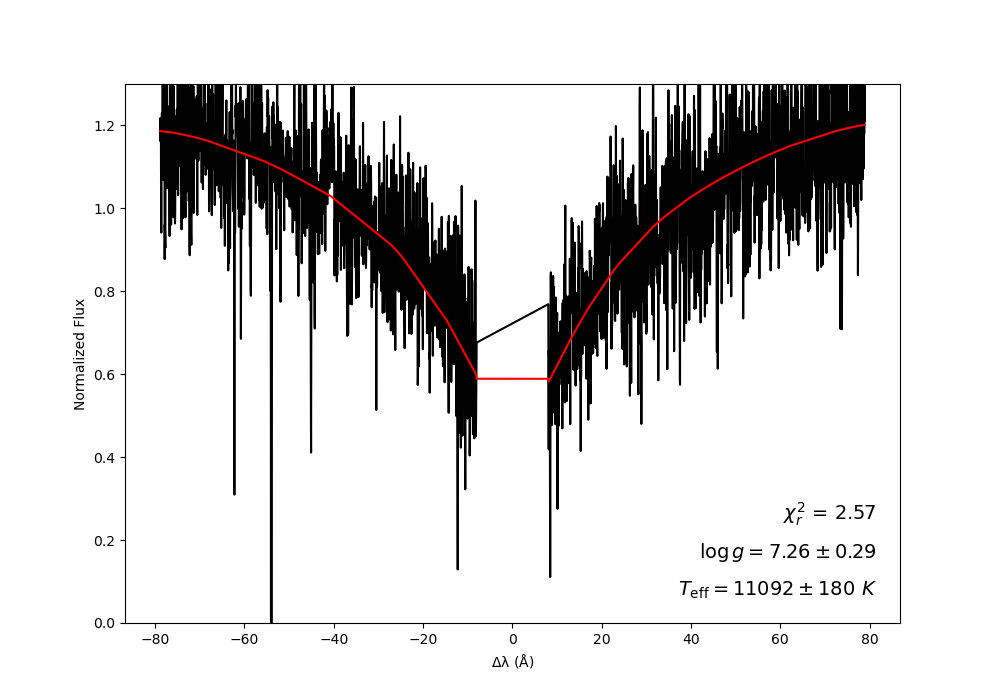 1.2
1.0
0.8
0.6
0.4
0.2
0.0
Normalized Flux
χ²ᵣ = 2.57
log g = 7.26 ± 0.29
T_eff = 11092 ± 180 K
−80 −60 −40 −20 0 20 40 60 80
Δλ (Å)